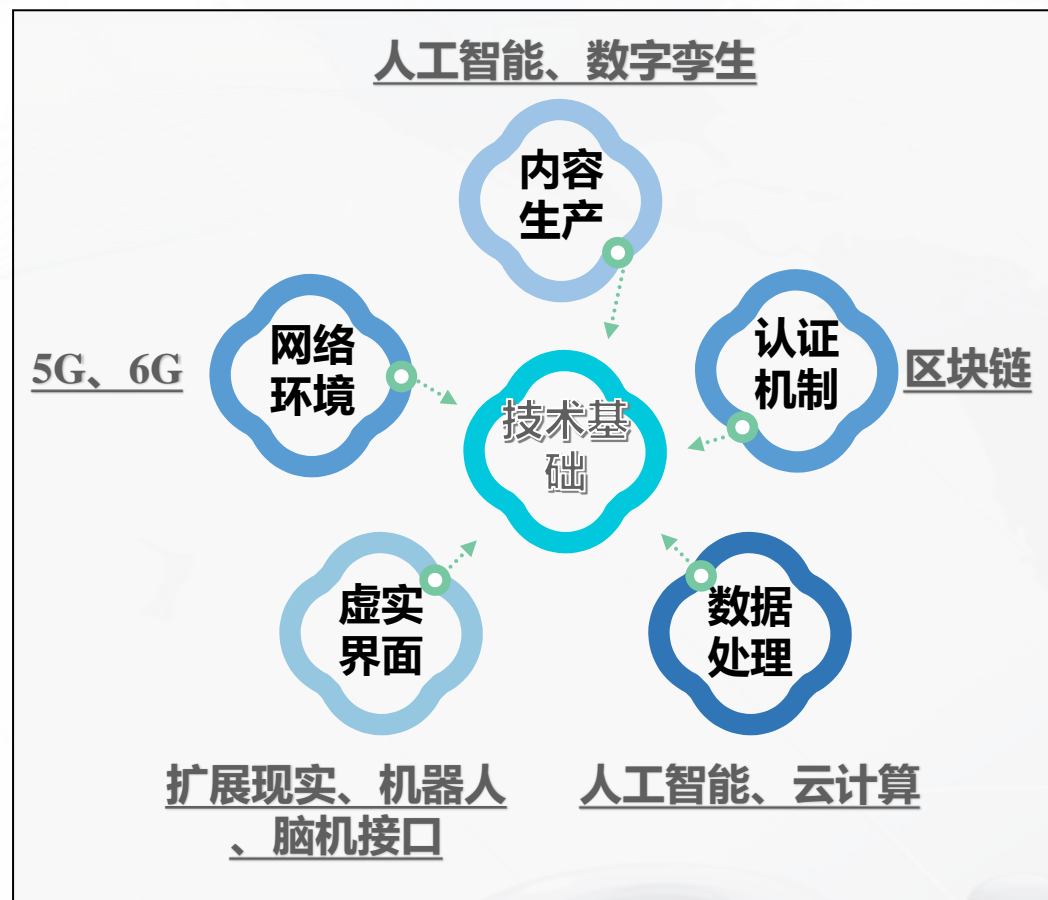 人工智能、数字孪生
内容
生产
网络
环境
5G、6G
认证
机制
区块链
技术基
础
虚实
界面
数据
处理
扩展现实、机器人
、脑机接口
人工智能、云计算